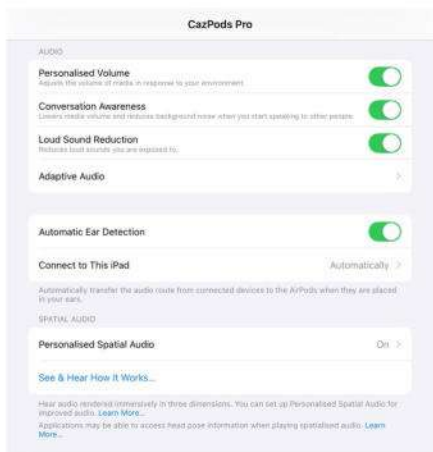 CazPods Pro
AUDIO
Personalised Volume
Adjusts the volume of media in response to your environment.
Conversation Awareness
Lowers media volume and reduces background noise when you start speaking to other people.
Loud Sound Reduction
Reduces loud sounds you are exposed to.
Adaptive Audio
Automatic Ear Detection
Connect to This iPad Automatically
Automatically transfer the audio route from connected devices to the AirPods when they are placed
in your ears.
SPATIAL AUDIO
Personalised Spatial Audio On
See & Hear How It Works...
Hear audio rendered immersively in three dimensions. You can set up Personalised Spatial Audio for
improved audio. Learn More...
Applications may be able to access head pose information when playing spatialised audio. Learn
More...